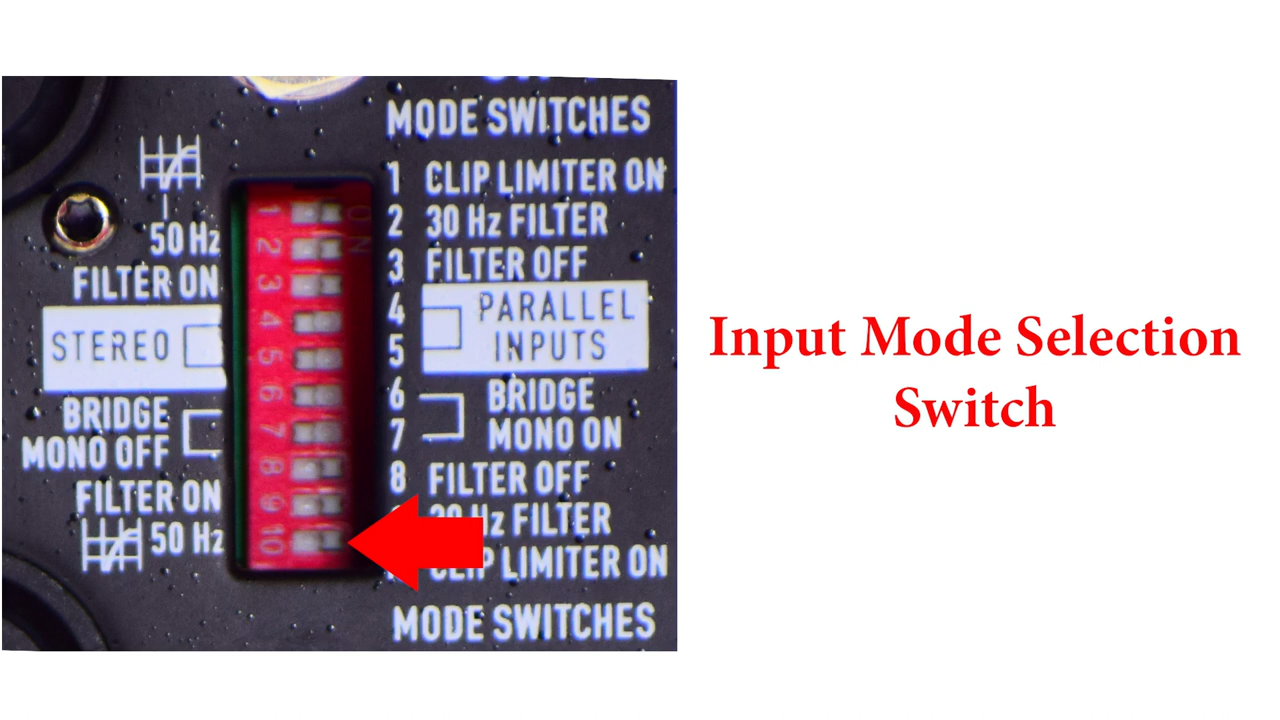 MODE SWITCHES
1 CLIP LIMITER ON
2 30 Hz FILTER
3 FILTER OFF
4 PARALLEL
5 INPUTS
6 BRIDGE
7 MONO ON
8 FILTER OFF
Hz FILTER
CLIP LIMITER ON
MODE SWITCHES
50 Hz
FILTER ON
STEREO
BRIDGE
MONO OFF
FILTER ON
50 Hz
ON
1
2
3
4
5
6
7
8
9
10
Input Mode Selection
Switch